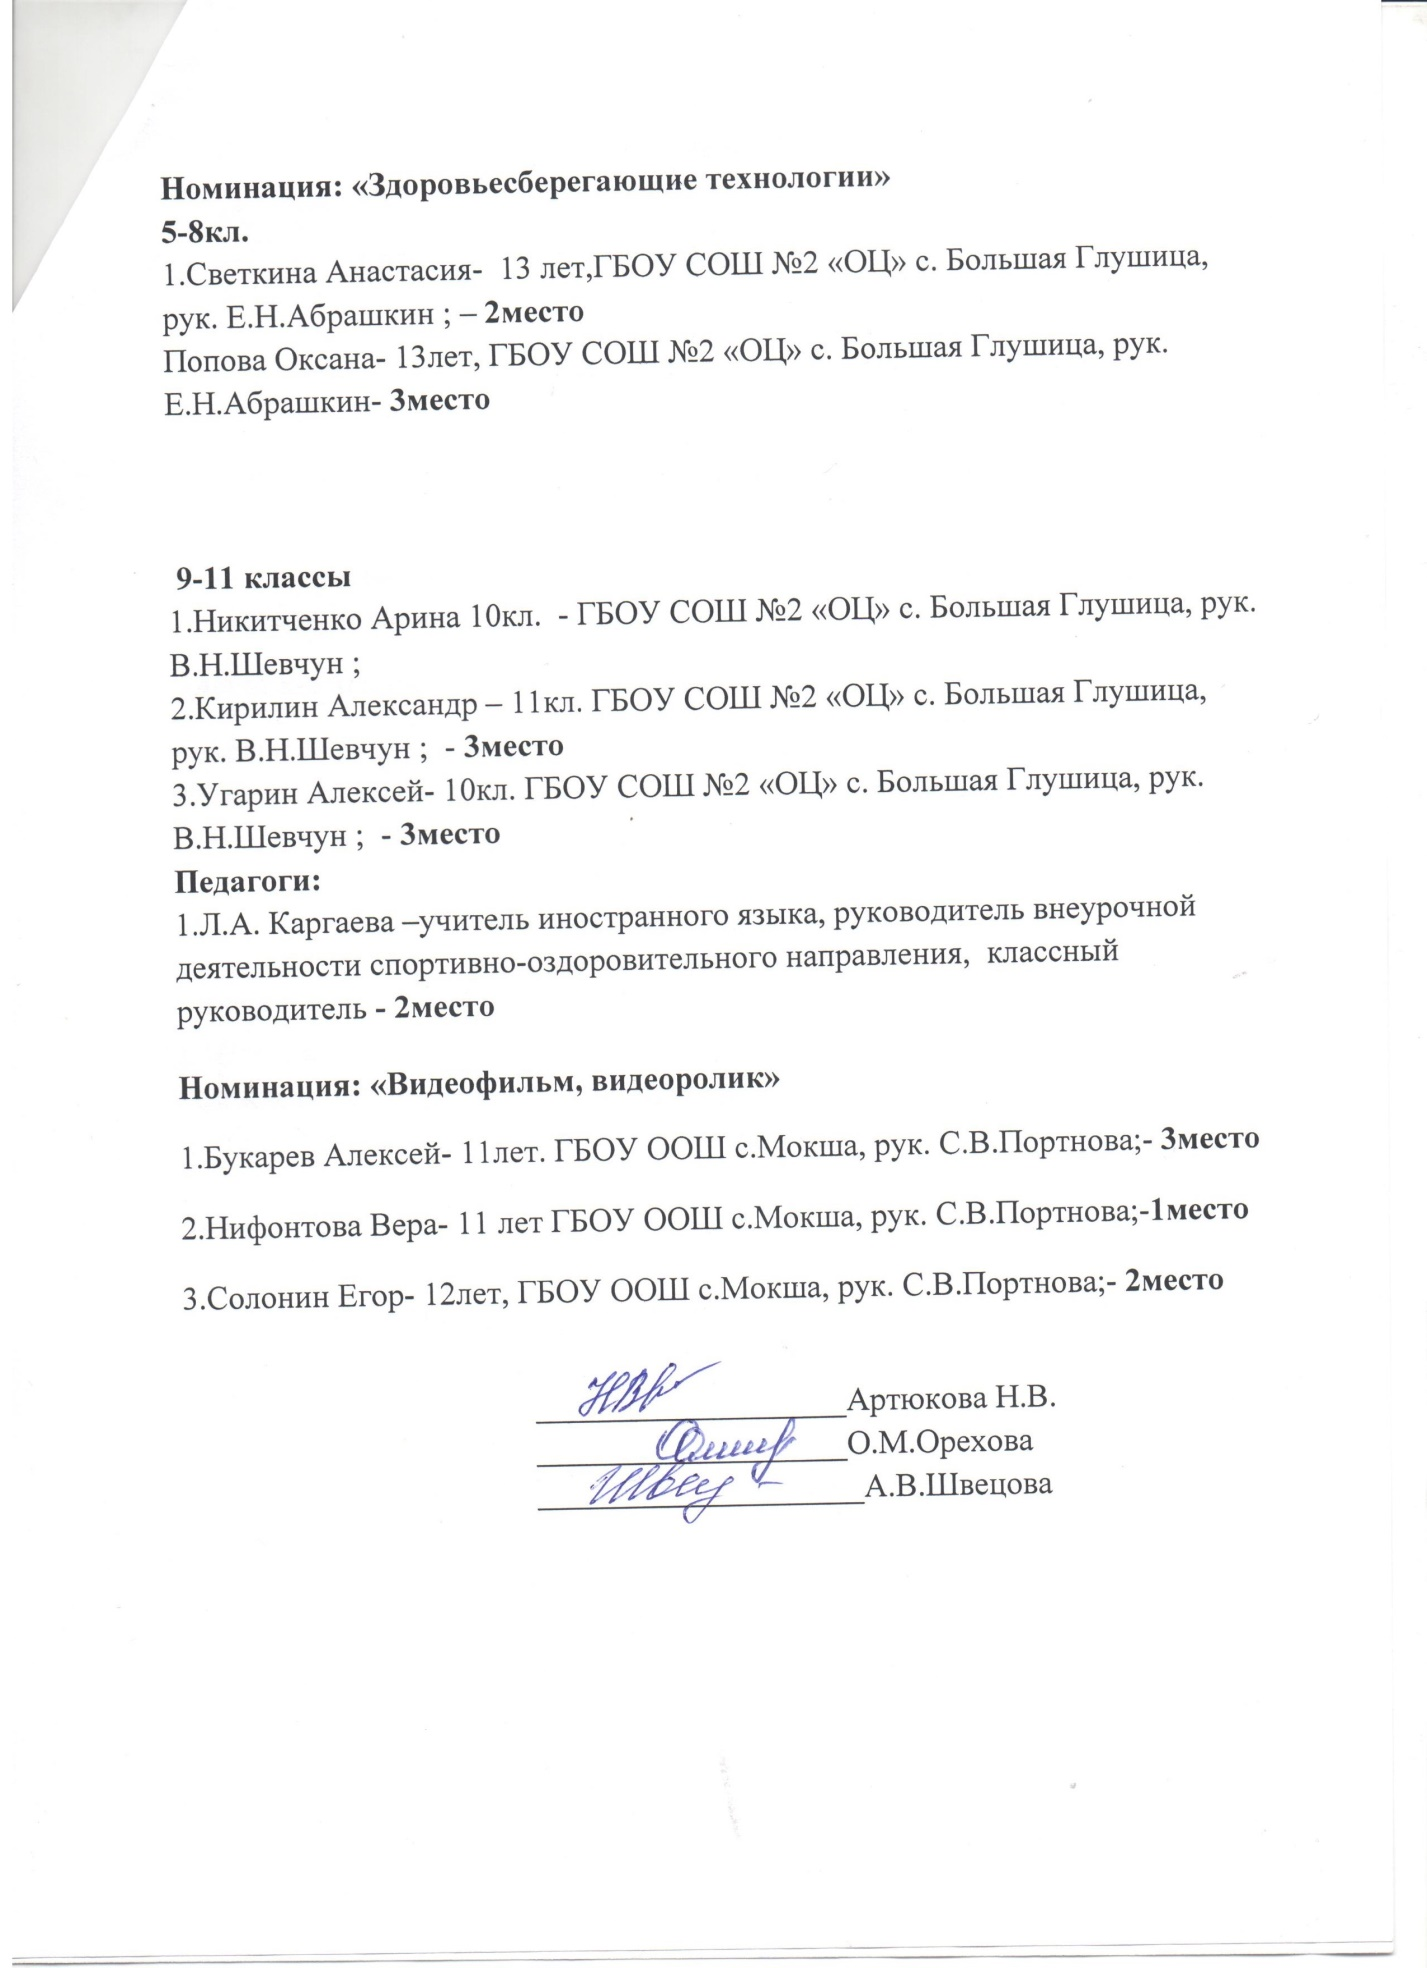 Номинация: «Здоровьесберегающие технологии»
5-8кл.
1.Светкина Анастасия-  13 лет,ГБОУ СОШ №2 «ОЦ» с. Большая Глушица,
рук. Е.Н.Абрашкин ; – 2место
Попова Оксана- 13лет, ГБОУ СОШ №2 «ОЦ» с. Большая Глушица, рук.
Е.Н.Абрашкин- 3место
9-11 классы
1.Никитченко Арина 10кл.  - ГБОУ СОШ №2 «ОЦ» с. Большая Глушица, рук.
В.Н.Шевчун ;
2.Кирилин Александр – 11кл. ГБОУ СОШ №2 «ОЦ» с. Большая Глушица,
рук. В.Н.Шевчун ;  - 3место
3.Угарин Алексей- 10кл. ГБОУ СОШ №2 «ОЦ» с. Большая Глушица, рук.
В.Н.Шевчун ;  - 3место
Педагоги:
1.Л.А. Каргаева –учитель иностранного языка, руководитель внеурочной
деятельности спортивно-оздоровительного направления,  классный
руководитель - 2место
Номинация: «Видеофильм, видеоролик»
1.Букарев Алексей- 11лет. ГБОУ ООШ с.Мокша, рук. С.В.Портнова;- 3место
2.Нифонтова Вера- 11 лет ГБОУ ООШ с.Мокша, рук. С.В.Портнова;-1место
3.Солонин Егор- 12лет, ГБОУ ООШ с.Мокша, рук. С.В.Портнова;- 2место
Артюкова Н.В.
О.М.Орехова
А.В.Швецова